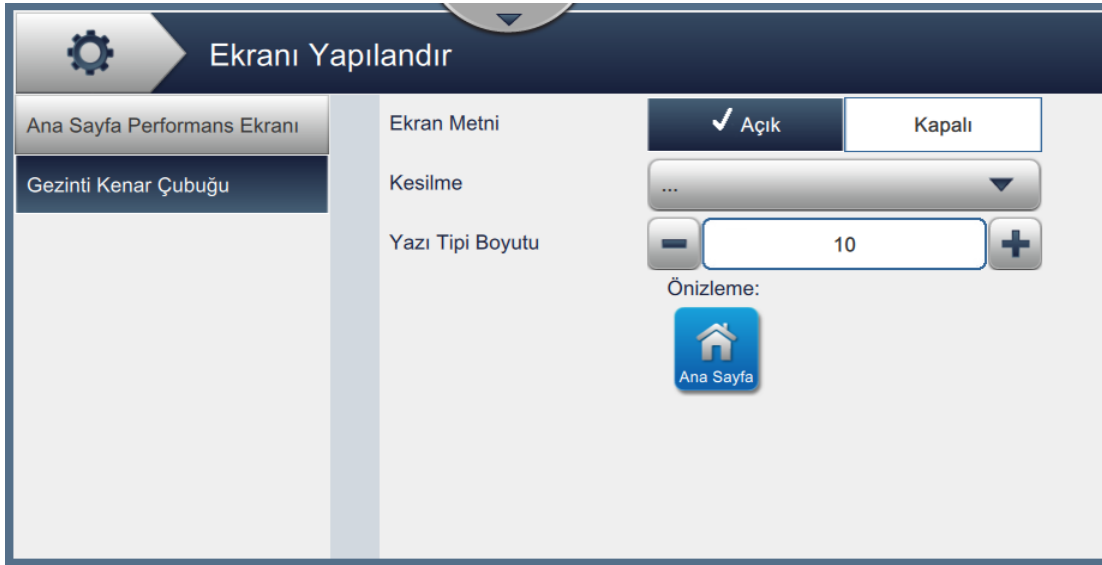 Ekranı Yapılandır
Ana Sayfa Performans Ekranı
Gezinti Kenar Çubuğu
Ekran Metni
Açık
Kapalı
Kesilme
...
Yazı Tipi Boyutu
10
Önizleme:
Ana Sayfa